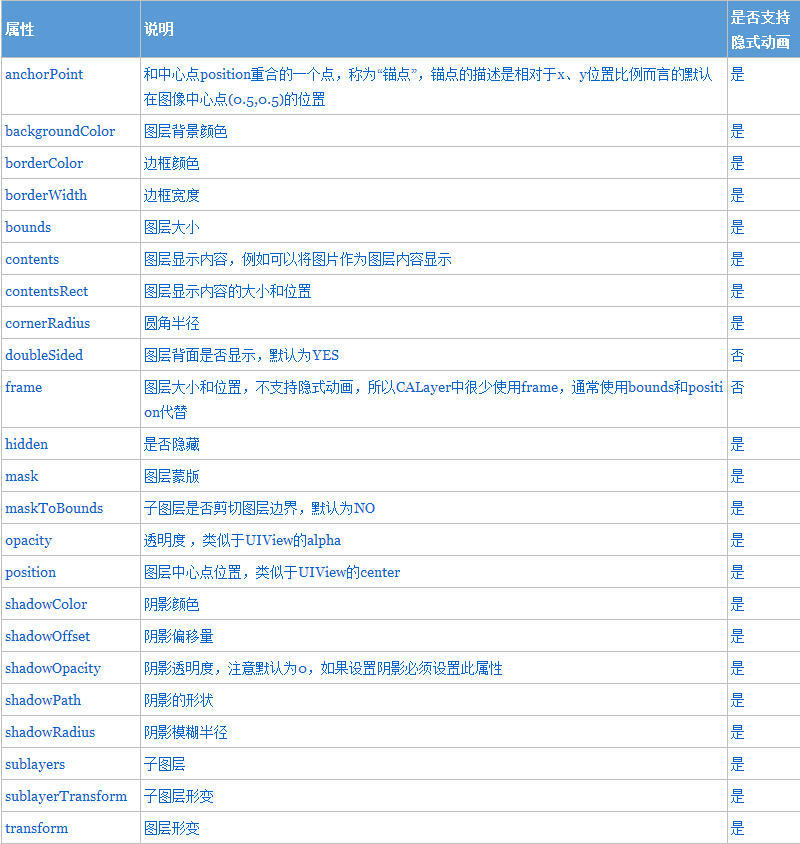 属性 说明 是否支持
隐式动画
anchorPoint 和中心点position重合的一个点，称为“锚点”，锚点的描述是相对于x、y位置比例而言的默认 是
在图像中心点(0.5,0.5)的位置
backgroundColor 图层背景颜色 是
borderColor 边框颜色 是
borderWidth 边框宽度 是
bounds 图层大小 是
contents 图层显示内容，例如可以将图片作为图层内容显示 是
contentsRect 图层显示内容的大小和位置 是
cornerRadius 圆角半径 是
doubleSided 图层背面是否显示，默认为YES 否
frame 图层大小和位置，不支持隐式动画，所以CALayer中很少使用frame，通常使用bounds和positi 否
on代替
hidden 是否隐藏 是
mask 图层蒙版 是
maskToBounds 子图层是否剪切图层边界，默认为NO 是
opacity 透明度 ，类似于UIView的alpha 是
position 图层中心点位置，类似于UIView的center 是
shadowColor 阴影颜色 是
shadowOffset 阴影偏移量 是
shadowOpacity 阴影透明度，注意默认为0，如果设置阴影必须设置此属性 是
shadowPath 阴影的形状 是
shadowRadius 阴影模糊半径 是
sublayers 子图层 是
sublayerTransform 子图层形变 是
transform 图层形变 是